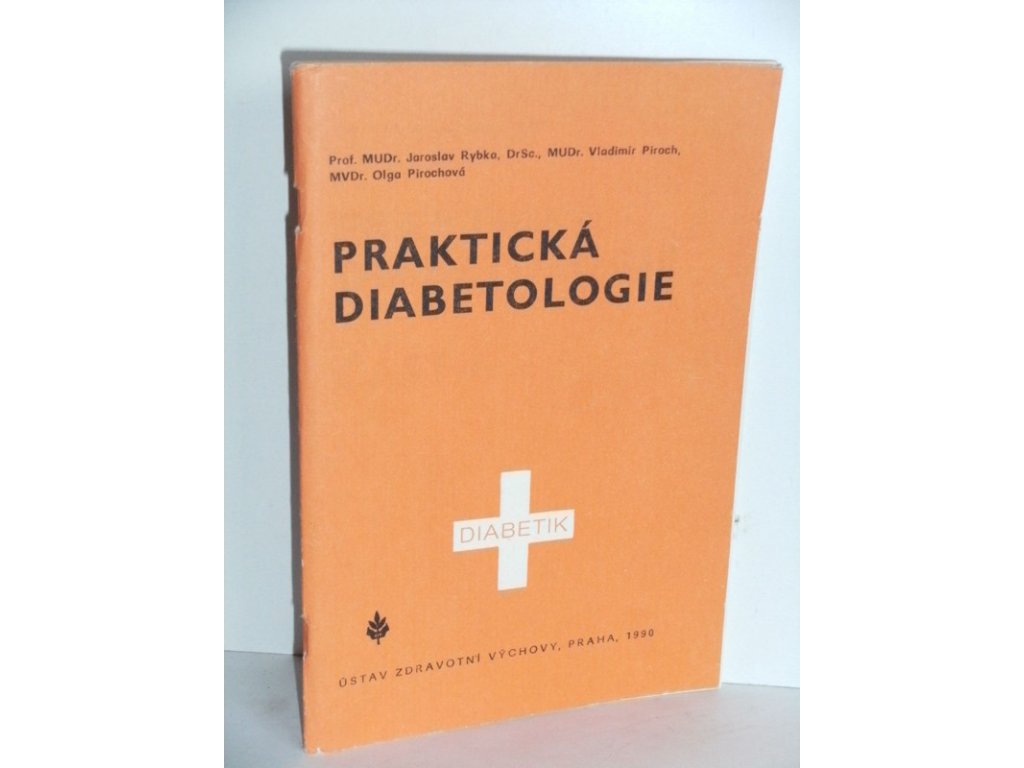 Prof. MUDr. Jaroslav Rybka, DrSc., MUDr. Vladimír Piroch,
MVDr. Olga Pirochová
PRAKTICKÁ
DIABETOLOGIE
DIABETIK
ÚSTAV ZDRAVOTNÍ VÝCHOVY, PRAHA, 1990